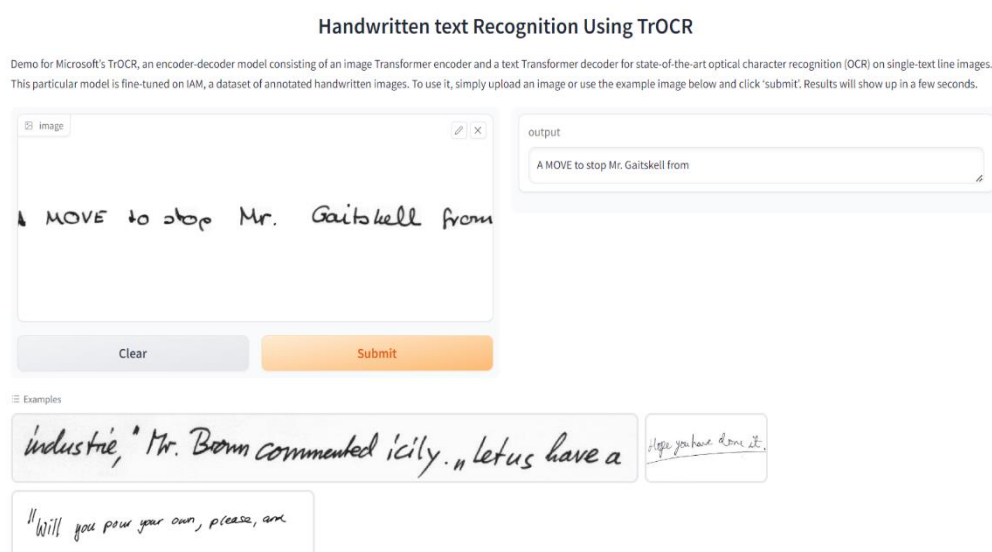 Handwritten text Recognition Using TrOCR
Demo for Microsoft's TrOCR, an encoder-decoder model consisting of an image Transformer encoder and a text Transformer decoder for state-of-the-art optical character recognition (OCR) on single-text line images.
This particular model is fine-tuned on IAM, a dataset of annotated handwritten images. To use it, simply upload an image or use the example image below and click 'submit'. Results will show up in a few seconds.
image
output
A MOVE to stop Mr. Gaitskell from
A MOVE to stop Mr. Gaitskell from
Clear
Submit
Examples
industrie," Mr. Brown commented icily. "Let us have a
Hope you have done it.
"Will you pour your own, please, and